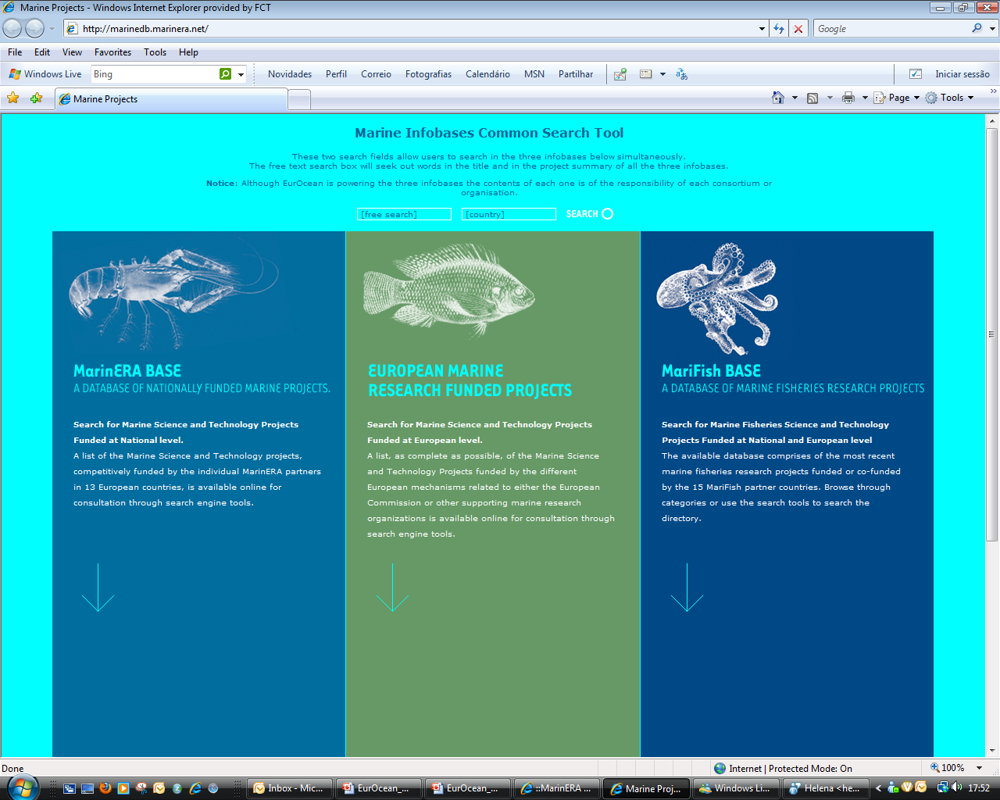 Marine Projects - Windows Internet Explorer provided by FCT
http://marinedb.marinera.net/
Google
File Edit View Favorites Tools Help
Windows Live Bing Novidades Perfil Correio Fotografias Calendário MSN Partilhar Iniciar sessão
Marine Projects Page Tools
Marine Infobases Common Search Tool
These two search fields allow users to search in the three infobases below simultaneously.
The free text search box will seek out words in the title and in the project summary of all the three infobases.
Notice: Although EurOcean is powering the three infobases the contents of each one is of the responsibility of each consortium or
organisation.
[free search] [country] SEARCH
MarinERA BASE
A DATABASE OF NATIONALLY FUNDED MARINE PROJECTS.
Search for Marine Science and Technology Projects
Funded at National level.
A list of the Marine Science and Technology projects,
competitively funded by the individual MarinERA partners
in 13 European countries, is available online for
consultation through search engine tools.
EUROPEAN MARINE
RESEARCH FUNDED PROJECTS
Search for Marine Science and Technology Projects
Funded at European level.
A list, as complete as possible, of the Marine Science
and Technology Projects funded by the different
European mechanisms related to either the European
Commission or other supporting marine research
organizations is available online for consultation through
search engine tools.
MariFish BASE
A DATABASE OF MARINE FISHERIES RESEARCH PROJECTS
Search for Marine Fisheries Science and Technology
Projects Funded at National and European level
The available database comprises of the most recent
marine fisheries research projects funded or co-funded
by the 15 MariFish partner countries. Browse through
categories or use the search tools to search the
directory.
Done Internet | Protected Mode: On 100%
Inbox - Mic... EurOcean_... EurOcean_... ::MarinERA ... Marine Proj... Windows Li... Helena <he... 17:52